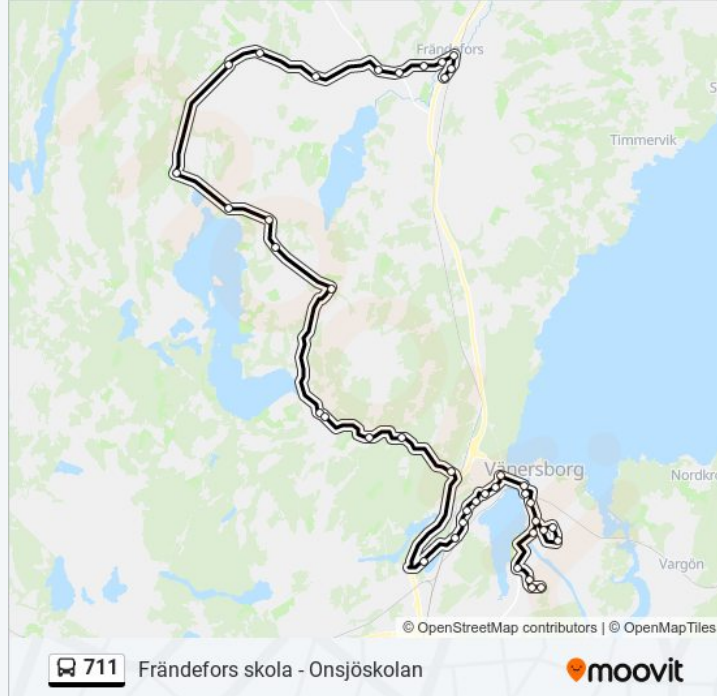 Frändefors
Timmervik
Vänersborg
Nordkro
Vargön
© OpenStreetMap contributors | © OpenMapTiles
711 Frändefors skola - Onsjöskolan
moovit